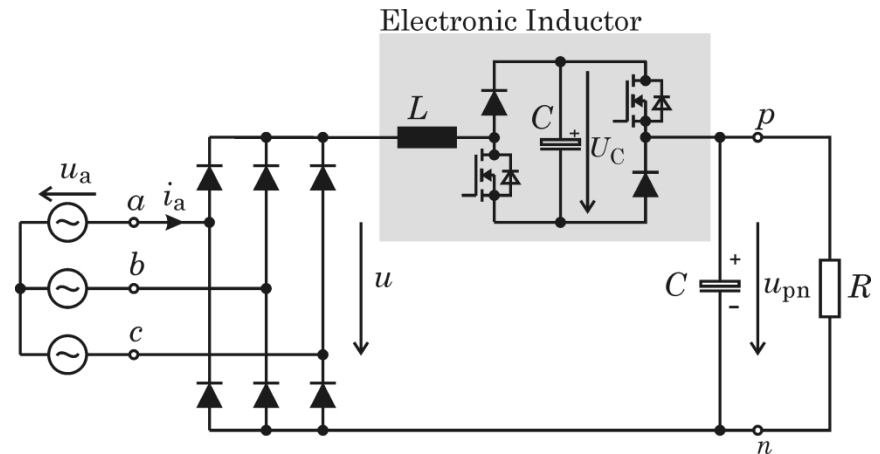 Electronic Inductor
L
C
+
U_C
p
u_a
a
i_a
b
u
C
+
-
u_pn
R
c
n